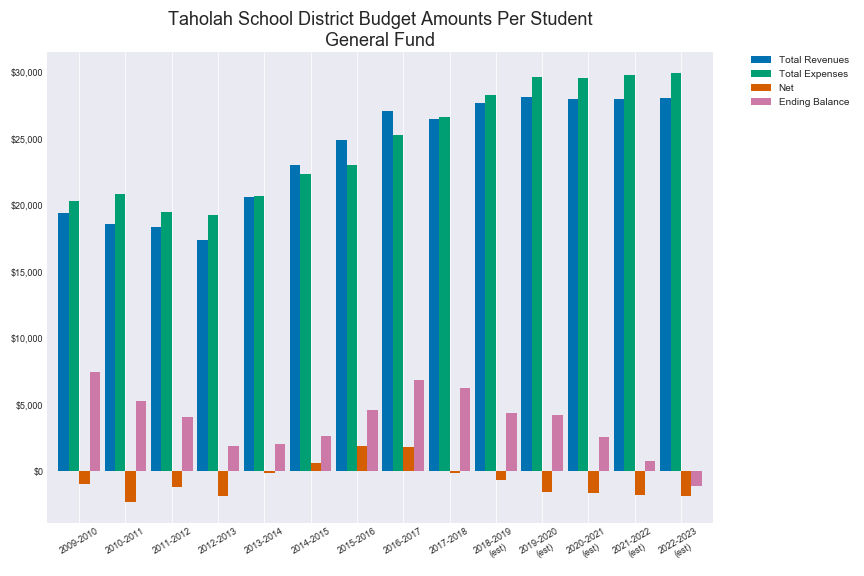 Taholah School District Budget Amounts Per Student
General Fund
Total Revenues
Total Expenses
Net
Ending Balance
$30,000
$25,000
$20,000
$15,000
$10,000
$5,000
$0
2009-2010
2010-2011
2011-2012
2012-2013
2013-2014
2014-2015
2015-2016
2016-2017
2017-2018
2018-2019
(est)
2019-2020
(est)
2020-2021
(est)
2021-2022
(est)
2022-2023
(est)